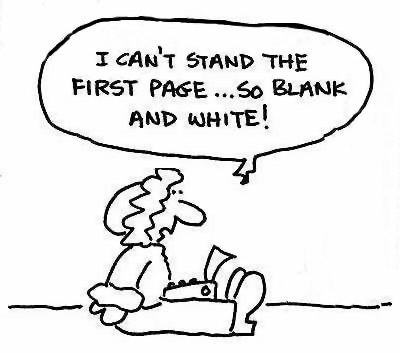 I CAN'T STAND THE
FIRST PAGE...SO BLANK
AND WHITE!